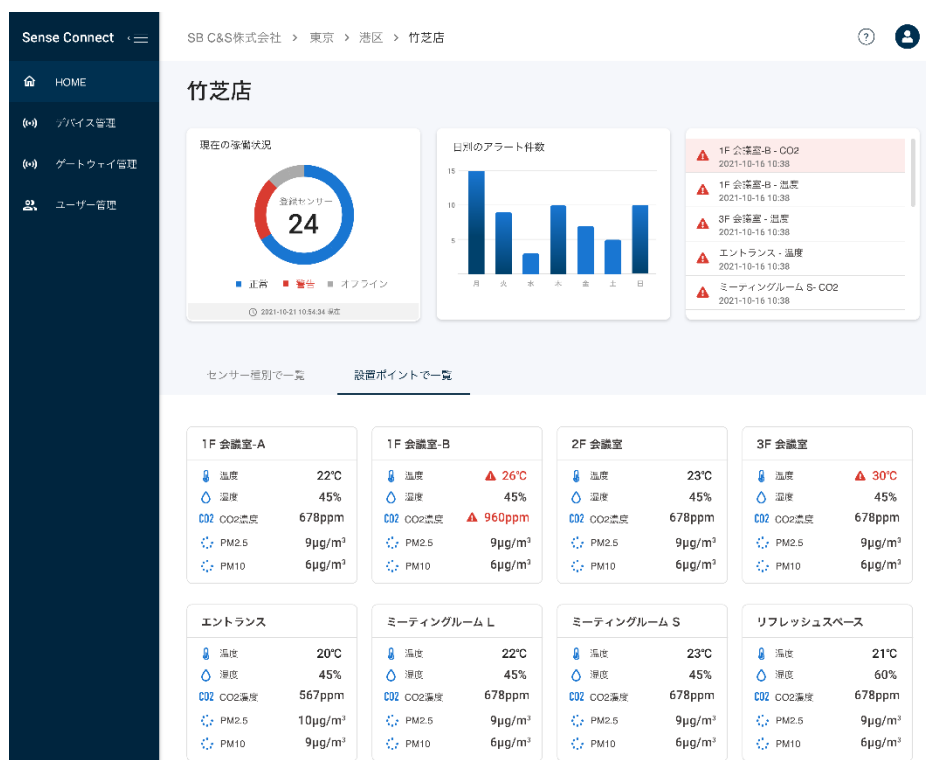 Sense Connect
SB C&S株式会社 > 東京 > 港区 > 竹芝店
?
HOME
デバイス管理
ゲートウェイ管理
ユーザー管理
竹芝店
現在の稼働状況
登録センサー
24
正常 警告 オフライン
2021-10-21 10:54:34 現在
日別のアラート件数
15
10
5
月 火 水 木 金 土 日
1F 会議室-B - CO2
2021-10-16 10:38
1F 会議室-B - 温度
2021-10-16 10:38
3F 会議室 - 温度
2021-10-16 10:38
エントランス - 温度
2021-10-16 10:38
ミーティングルーム S- CO2
2021-10-16 10:38
センサー種別で一覧 設置ポイントで一覧
1F 会議室-A
温度 22℃
湿度 45%
CO2 CO2濃度 678ppm
PM2.5 9μg/m³
PM10 6μg/m³
1F 会議室-B
温度 26℃
湿度 45%
CO2 CO2濃度 960ppm
PM2.5 9μg/m³
PM10 6μg/m³
2F 会議室
温度 23℃
湿度 45%
CO2 CO2濃度 678ppm
PM2.5 9μg/m³
PM10 6μg/m³
3F 会議室
温度 30℃
湿度 45%
CO2 CO2濃度 678ppm
PM2.5 9μg/m³
PM10 6μg/m³
エントランス
温度 20℃
湿度 45%
CO2 CO2濃度 567ppm
PM2.5 10μg/m³
PM10 9μg/m³
ミーティングルーム L
温度 22℃
湿度 45%
CO2 CO2濃度 678ppm
PM2.5 9μg/m³
PM10 6μg/m³
ミーティングルーム S
温度 23℃
湿度 45%
CO2 CO2濃度 678ppm
PM2.5 9μg/m³
PM10 6μg/m³
リフレッシュスペース
温度 21℃
湿度 60%
CO2 CO2濃度 678ppm
PM2.5 9μg/m³
PM10 6μg/m³